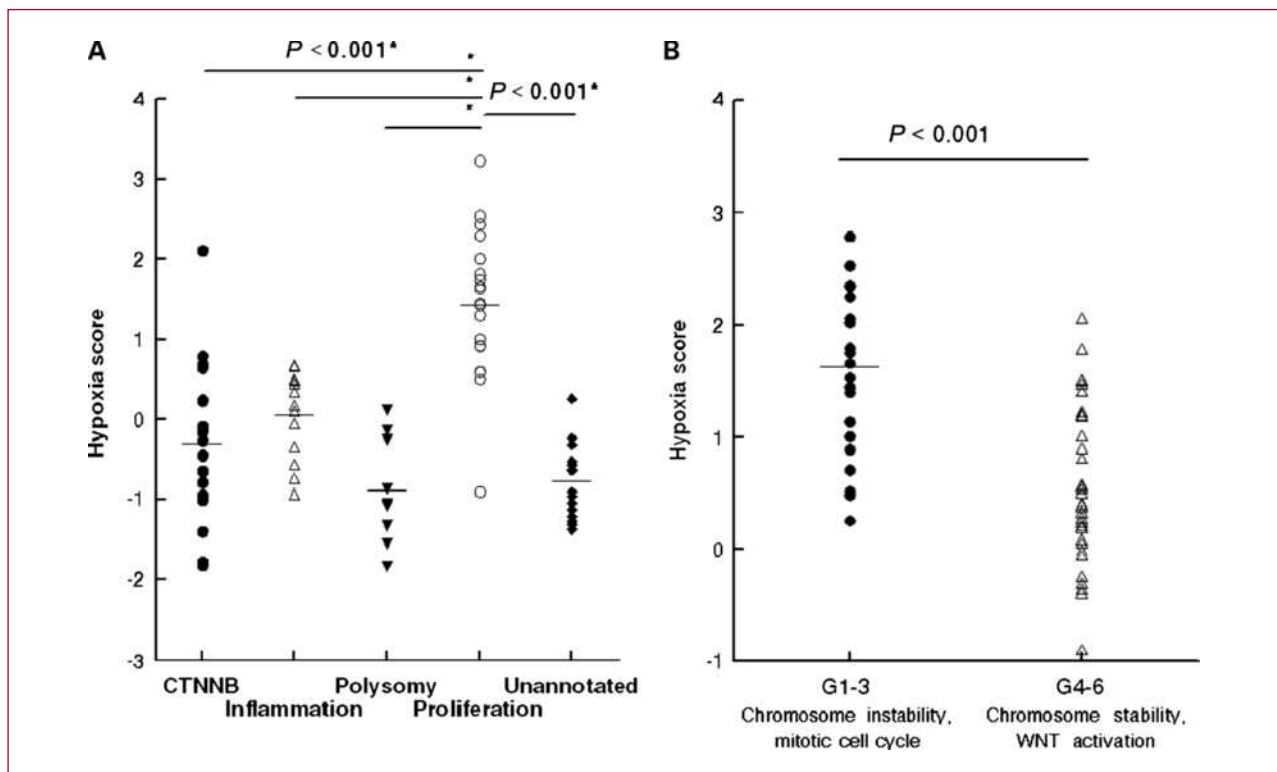 A
P < 0.001*
*
*
P < 0.001*
*
4
3
2
1
0
-1
-2
-3
Hypoxia score
CTNNB
Inflammation
Polysomy
Proliferation
Unannotated
B
P < 0.001
4
3
2
1
0
-1
Hypoxia score
G1-3
Chromosome instability,
mitotic cell cycle
G4-6
Chromosome stability,
WNT activation